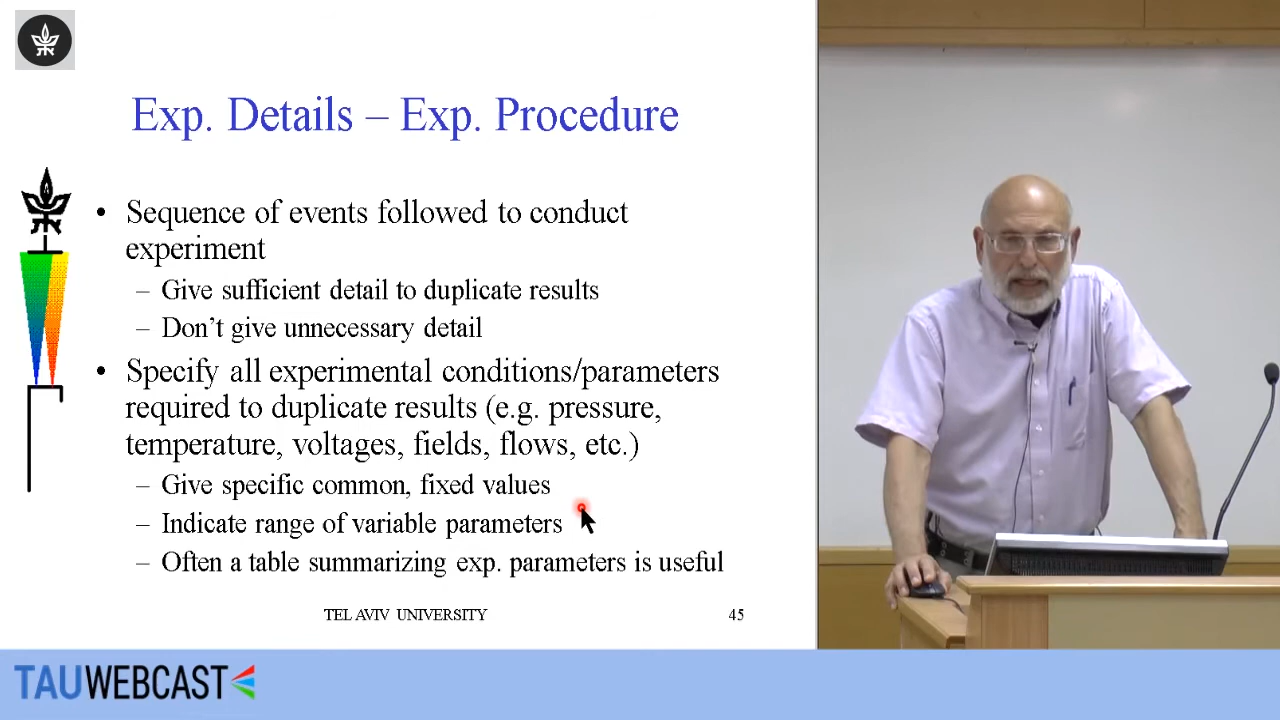 Exp. Details – Exp. Procedure
• Sequence of events followed to conduct
experiment
– Give sufficient detail to duplicate results
– Don’t give unnecessary detail
• Specify all experimental conditions/parameters
required to duplicate results (e.g. pressure,
temperature, voltages, fields, flows, etc.)
– Give specific common, fixed values
– Indicate range of variable parameters
– Often a table summarizing exp. parameters is useful
TEL AVIV UNIVERSITY 45
TAUWEBCAST